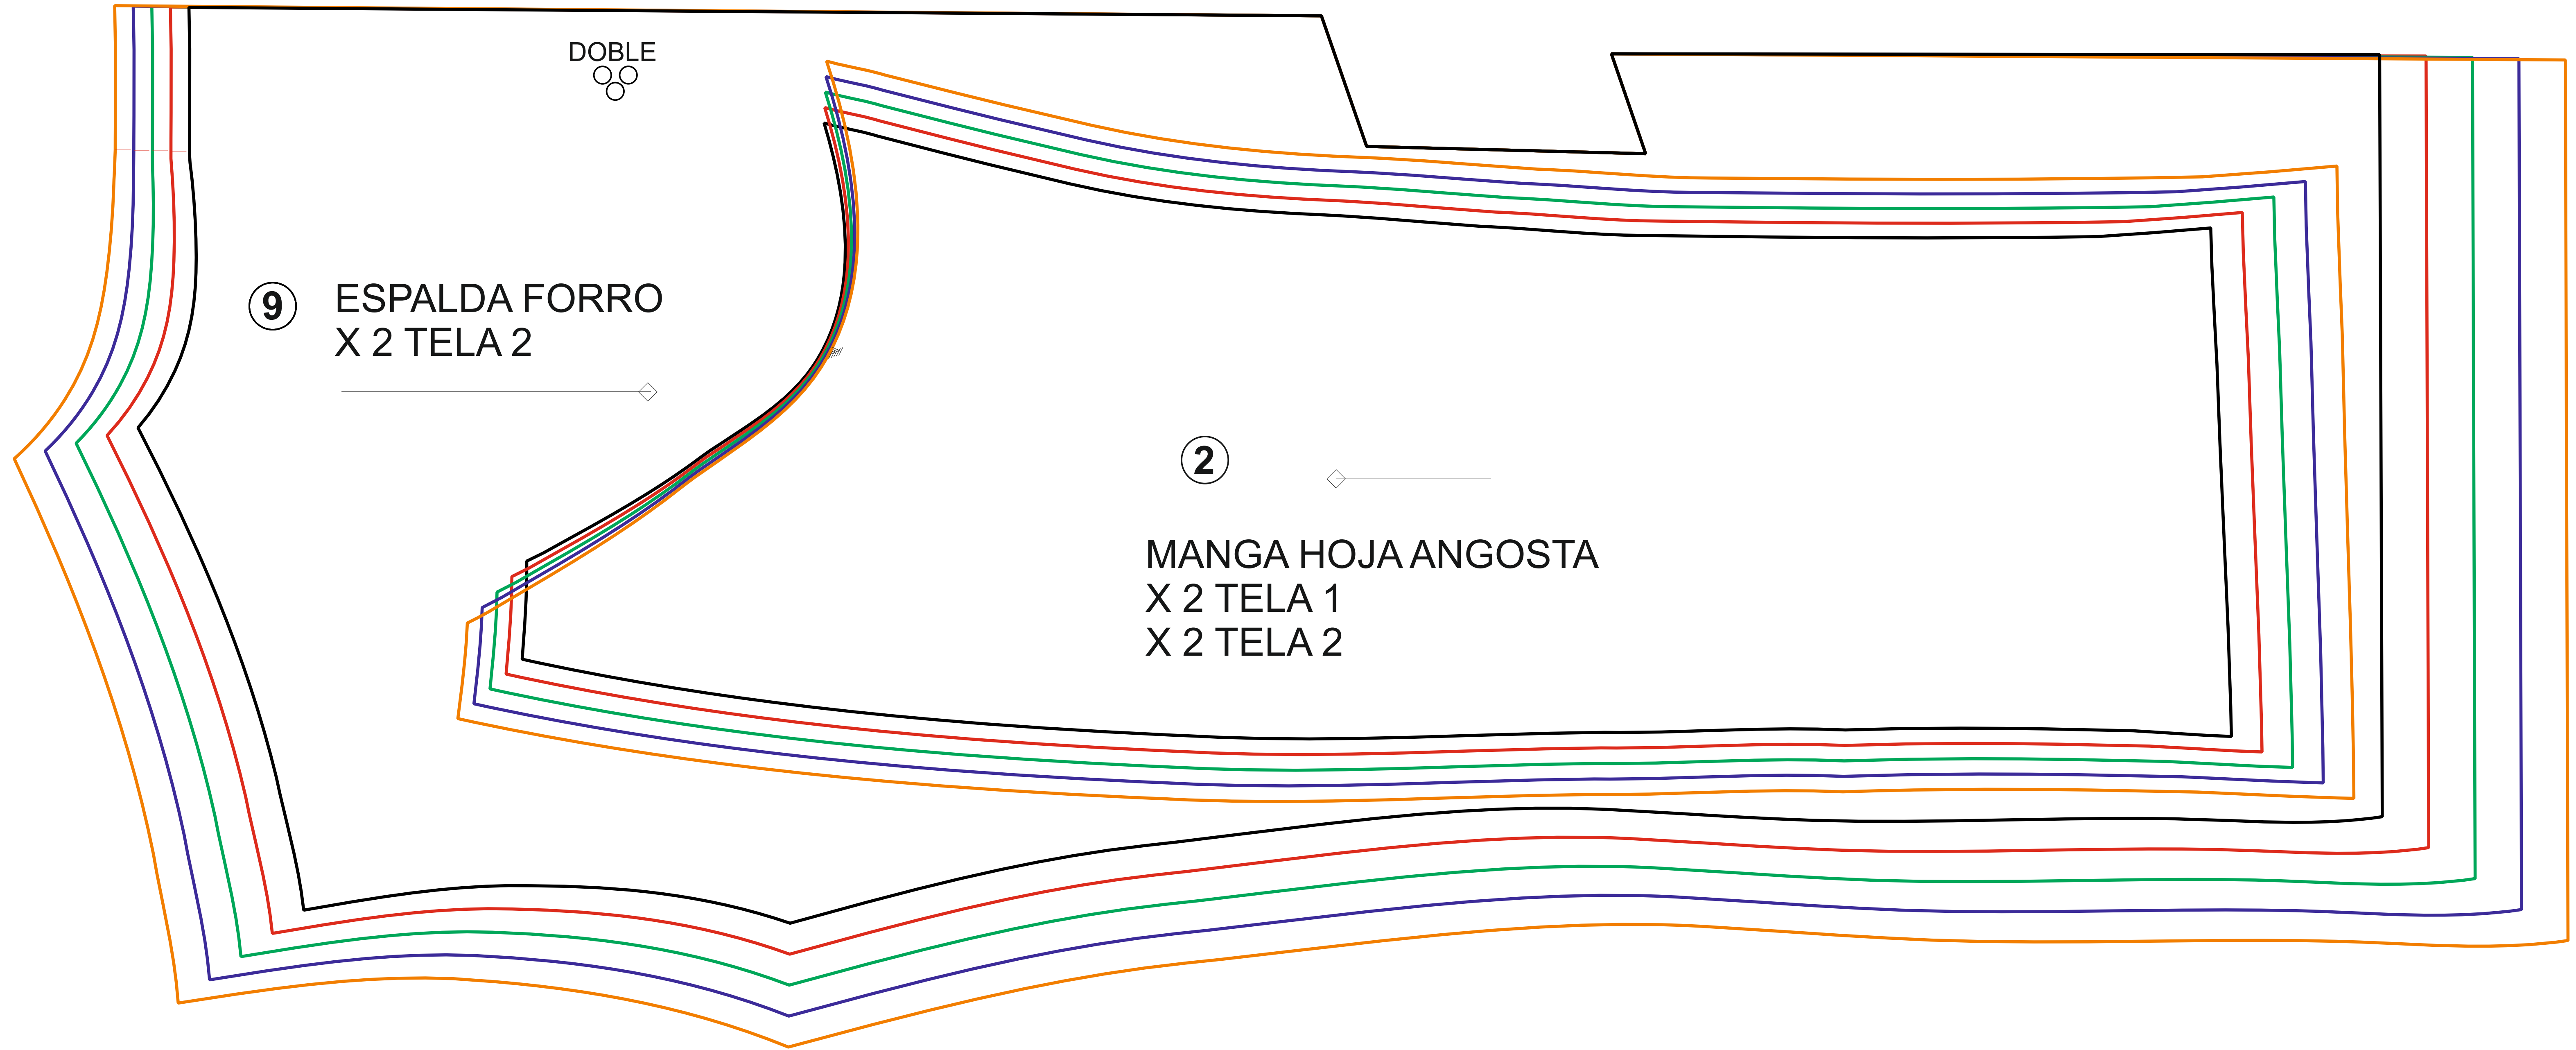 DOBLE
9
ESPALDA FORRO
X 2 TELA 2
2
MANGA HOJA ANGOSTA
X 2 TELA 1
X 2 TELA 2